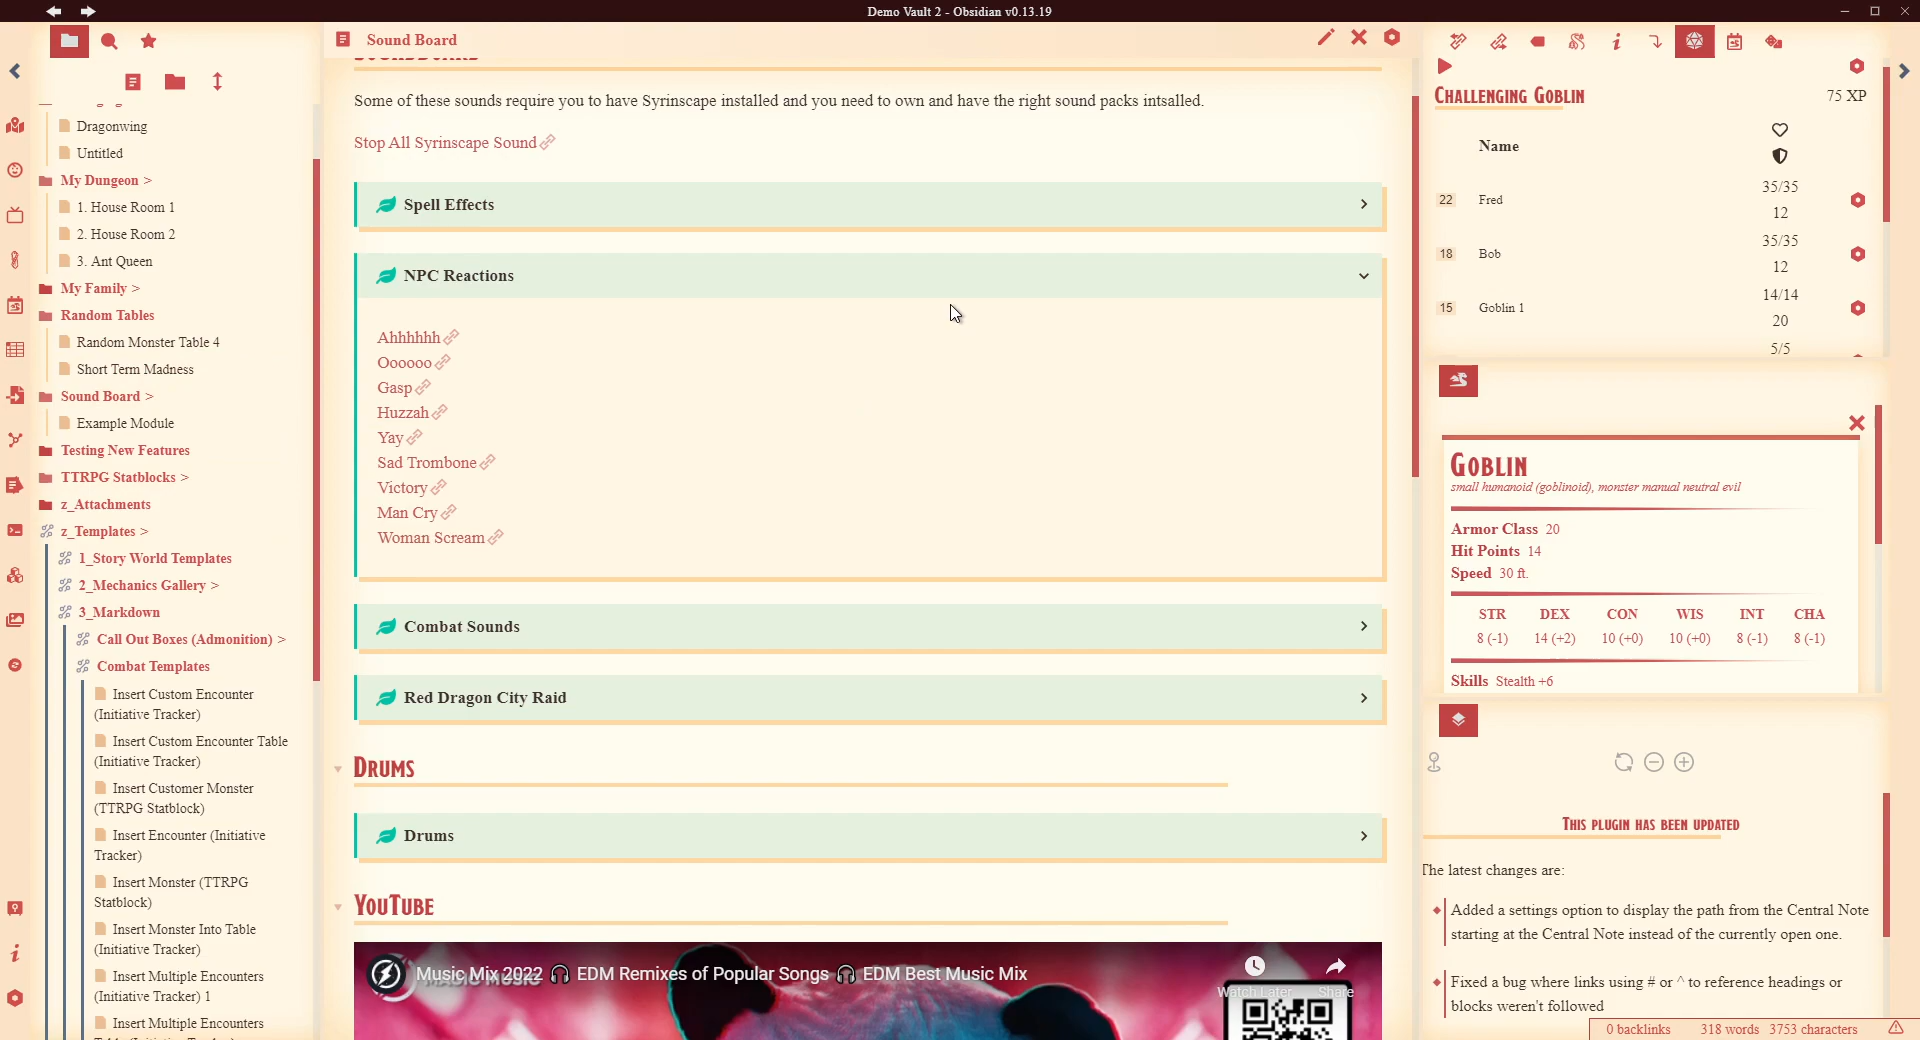 Demo Vault 2 - Obsidian v0.13.19
Dragonwing
Untitled
My Dungeon >
1. House Room 1
2. House Room 2
3. Ant Queen
My Family >
Random Tables
Random Monster Table 4
Short Term Madness
Sound Board >
Example Module
Testing New Features
TTRPG Statblocks >
z_Attachments
z_Templates >
1_Story World Templates
2_Mechanics Gallery >
3_Markdown
Call Out Boxes (Admonition) >
Combat Templates
Insert Custom Encounter
(Initiative Tracker)
Insert Custom Encounter Table
(Initiative Tracker)
Insert Customer Monster
(TTRPG Statblock)
Insert Encounter (Initiative
Tracker)
Insert Monster (TTRPG
Statblock)
Insert Monster Into Table
(Initiative Tracker)
Insert Multiple Encounters
(Initiative Tracker) 1
Insert Multiple Encounters
Sound Board
Some of these sounds require you to have Syrinscape installed and you need to own and have the right sound packs intsalled.
Stop All Syrinscape Sound
Spell Effects
NPC Reactions
Ahhhhhh
Oooooo
Gasp
Huzzah
Yay
Sad Trombone
Victory
Man Cry
Woman Scream
Combat Sounds
Red Dragon City Raid
Drums
Drums
YouTube
Music Mix 2022 🎧 EDM Remixes of Popular Songs 🎧 EDM Best Music Mix
Watch Later
Share
Challenging Goblin
75 XP
Name
22 Fred 35/35
12
18 Bob 35/35
12
15 Goblin 1 14/14
20
5/5
Goblin
small humanoid (goblinoid), monster manual neutral evil
Armor Class 20
Hit Points 14
Speed 30 ft.
STR DEX CON WIS INT CHA
8 (-1) 14 (+2) 10 (+0) 10 (+0) 8 (-1) 8 (-1)
Skills Stealth +6
This plugin has been updated
The latest changes are:
Added a settings option to display the path from the Central Note
starting at the Central Note instead of the currently open one.
Fixed a bug where links using # or ^ to reference headings or
blocks weren't followed
0 backlinks 318 words 3753 characters